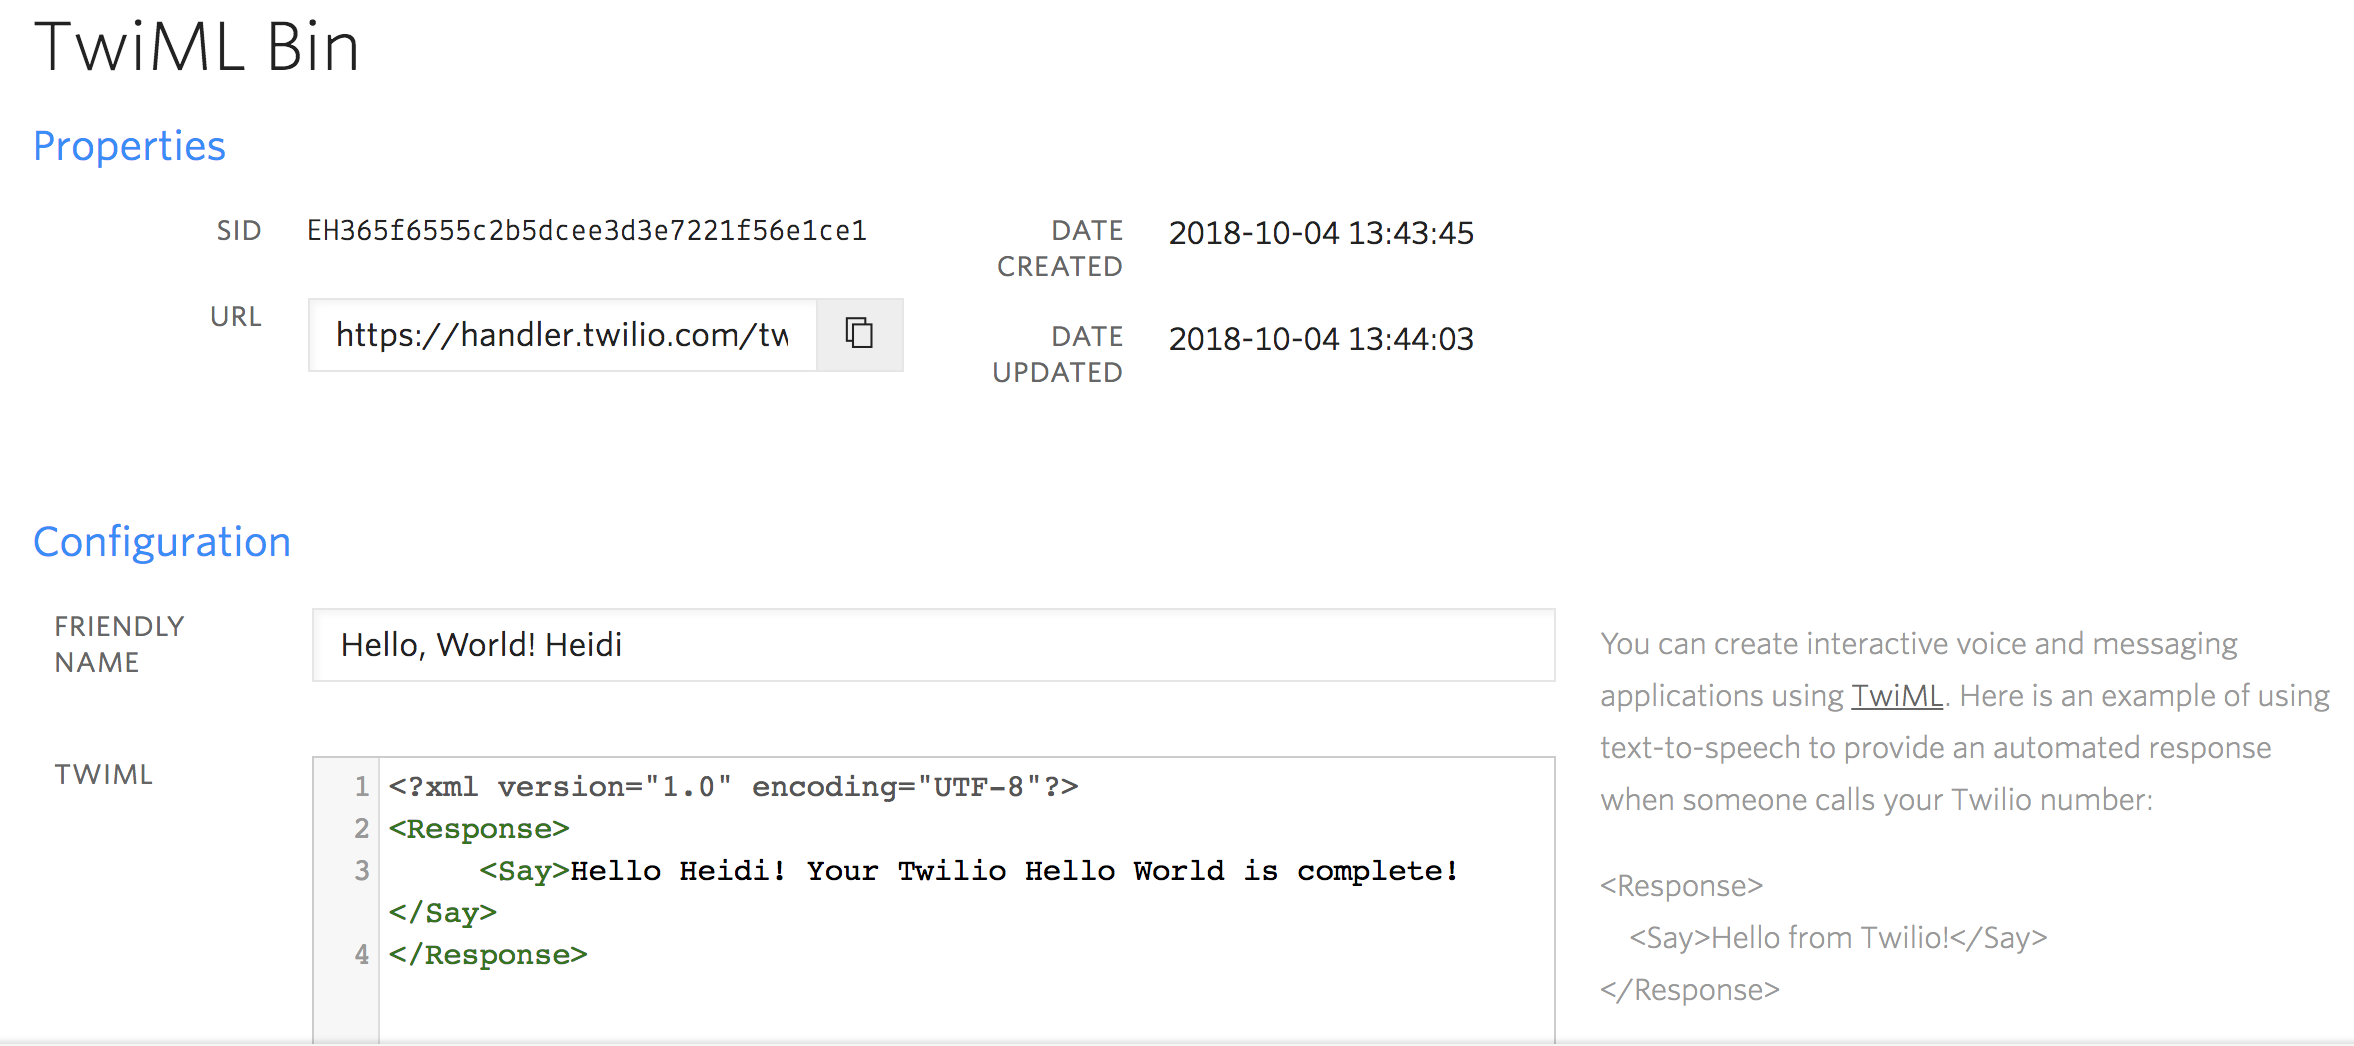 TwiML Bin
Properties
SID EH365f6555c2b5dcee3d3e7221f56e1ce1
DATE CREATED 2018-10-04 13:43:45
URL https://handler.twilio.com/tw
DATE UPDATED 2018-10-04 13:44:03
Configuration
FRIENDLY NAME Hello, World! Heidi
TWIML
1 <?xml version="1.0" encoding="UTF-8"?>
2 <Response>
3 <Say>Hello Heidi! Your Twilio Hello World is complete!
</Say>
4 </Response>
You can create interactive voice and messaging
applications using TwiML. Here is an example of using
text-to-speech to provide an automated response
when someone calls your Twilio number:
<Response>
<Say>Hello from Twilio!</Say>
</Response>